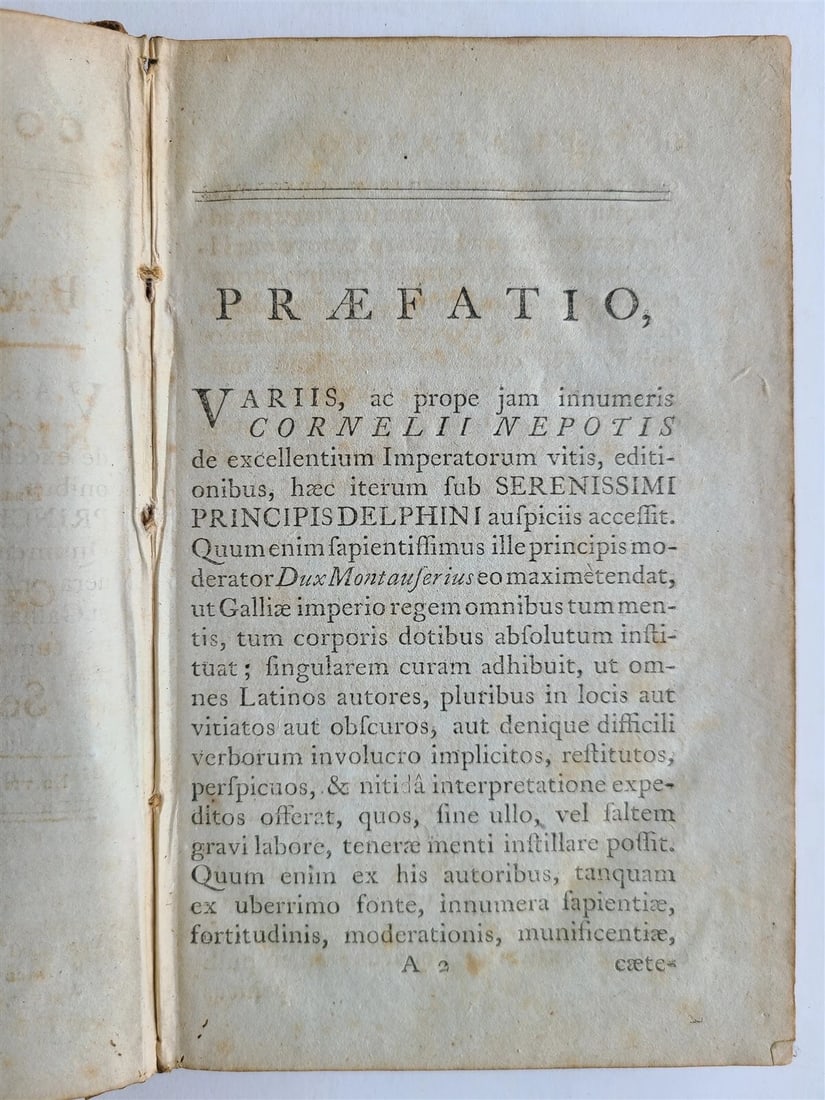 PRÆFATIO,
VARIIS, ac prope jam innumeris
CORNELII NEPOTIS
de excellentium Imperatorum vitis, editi-
onibus, hæc iterum ſub SERENISSIMI
PRINCIPIS DELPHINI auſpiciis acceſſit.
Quum enim ſapientiſſimus ille principis mo-
derator Dux Montauſerius eo maximè tendat,
ut Galliæ imperio regem omnibus tum men-
tis, tum corporis dotibus abſolutum inſti-
tuat; ſingularem curam adhibuit, ut om-
nes Latinos autores, pluribus in locis aut
vitiatos aut obſcuros, aut denique difficili
verborum involucro implicitos, reſtitutos,
perſpicuos, & nitidâ interpretatione expe-
ditos offerat, quos, ſine ullo, vel ſaltem
gravi labore, teneræ menti inſtillare poſſit.
Quum enim ex his autoribus, tanquam
ex uberrimo fonte, innumera ſapientiæ,
fortitudinis, moderationis, munificentiæ,
A 2 cæte-